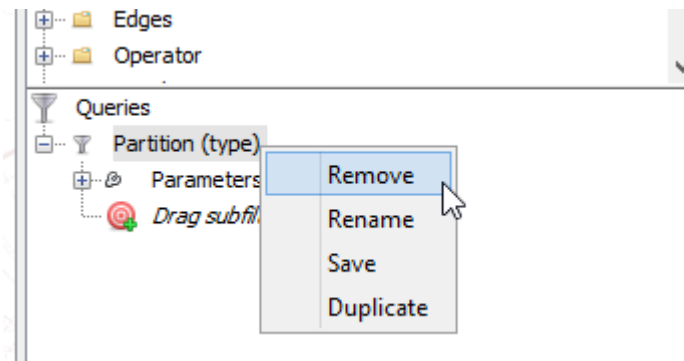 Edges
Operator
Queries
Partition (type)
Parameters
Drag subfil
Remove
Rename
Save
Duplicate